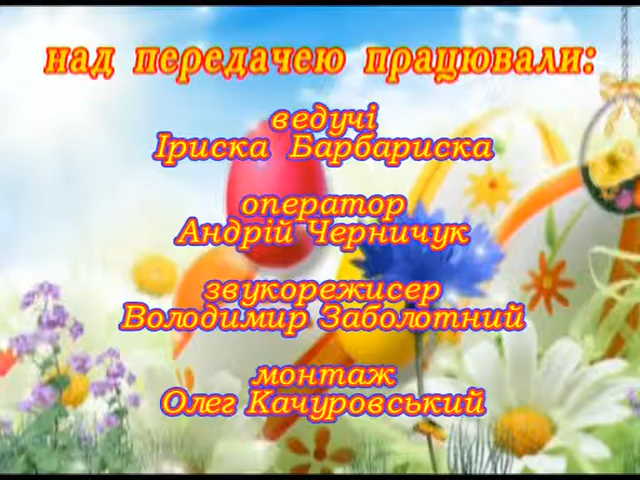 над передачею працювали:
ведучі
Іриска Барбариска
оператор
Андрій Черничук
звукорежисер
Володимир Заболотний
монтаж
Олег Качуровський